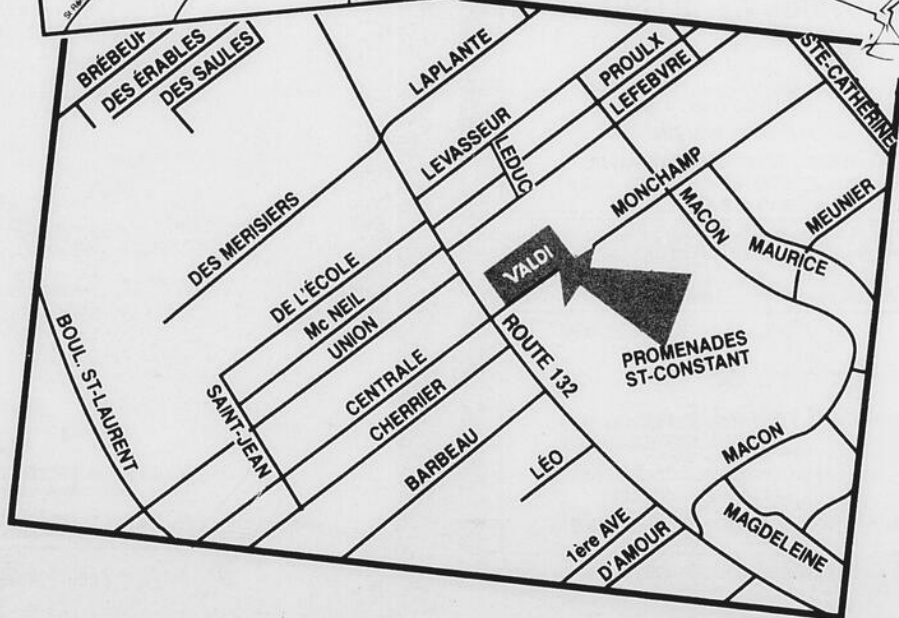 BRÉBEUF
DES ÉRABLES
DES SAULES
LAPLANTE
PROULX
LEFEBVRE
STE-CATHERINE
LEVASSEUR
LEDUC
MONCHAMP
MACON
MEUNIER
MAURICE
DES MERISIERS
DE L'ÉCOLE
Mc NEIL
UNION
VALDI
ROUTE 132
PROMENADES
ST-CONSTANT
BOUL. ST-LAURENT
SAINT-JEAN
CENTRALE
CHERRIER
BARBEAU
LÉO
MACON
MAGDELEINE
1ère AVE
D'AMOUR